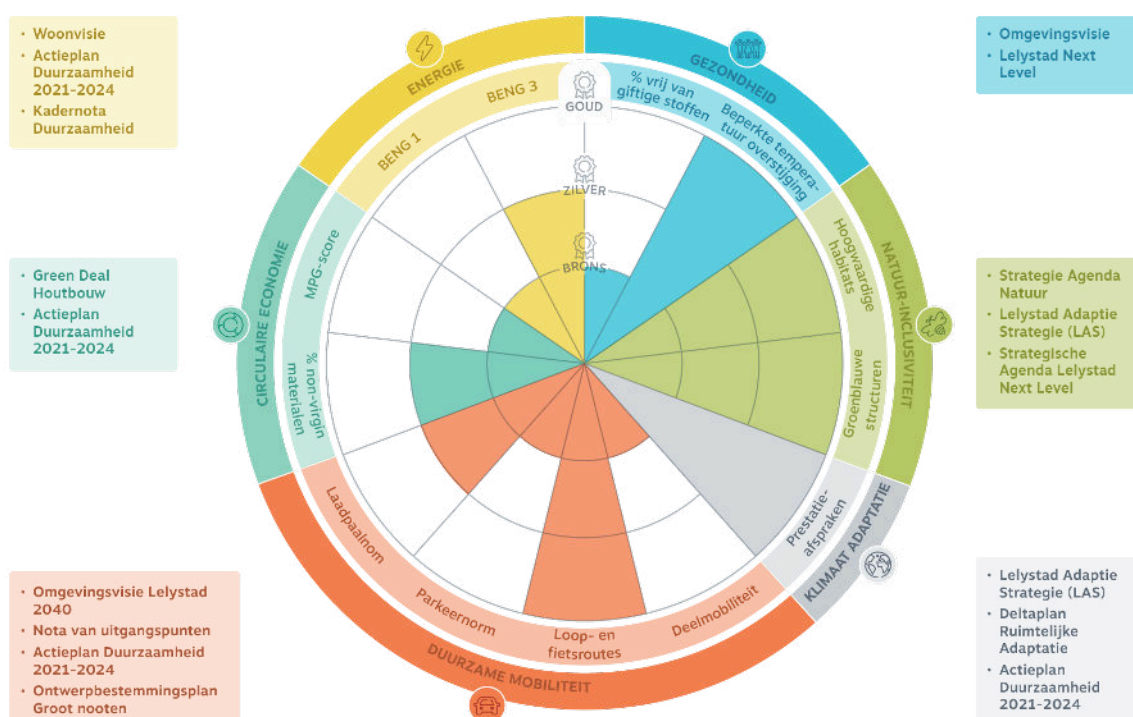 • Woonvisie
• Actieplan
Duurzaamheid
2021-2024
• Kadernota
Duurzaamheid
• Green Deal
Houtbouw
• Actieplan
Duurzaamheid
2021-2024
• Omgevingsvisie Lelystad
2040
• Nota van uitgangspunten
• Actieplan Duurzaamheid
2021-2024
• Ontwerpbestemmingsplan
Groot nooten
ENERGIE
BENG 1
BENG 3
GOUD
ZILVER
BRONS
GEZONDHEID
% vrij van
giftige stoffen
Beperkte tempera-
tuur overstijging
NATUUR-INCLUSIVITEIT
Hoogwaardige
habitats
Groenblauwe
structuren
KLIMAAT ADAPTATIE
Prestatie-
afspraken
DUURZAME MOBILITEIT
Deelmobiliteit
Loop- en
fietsroutes
Parkeernorm
Laadpaalnom
CIRCULAIRE ECONOMIE
% non-virgin
materialen
MPG-score
• Omgevingsvisie
• Lelystad Next
Level
• Strategie Agenda
Natuur
• Lelystad Adaptie
Strategie (LAS)
• Strategische
Agenda Lelystad
Next Level
• Lelystad Adaptie
Strategie (LAS)
• Deltaplan
Ruimtelijke
Adaptatie
• Actieplan
Duurzaamheid
2021-2024